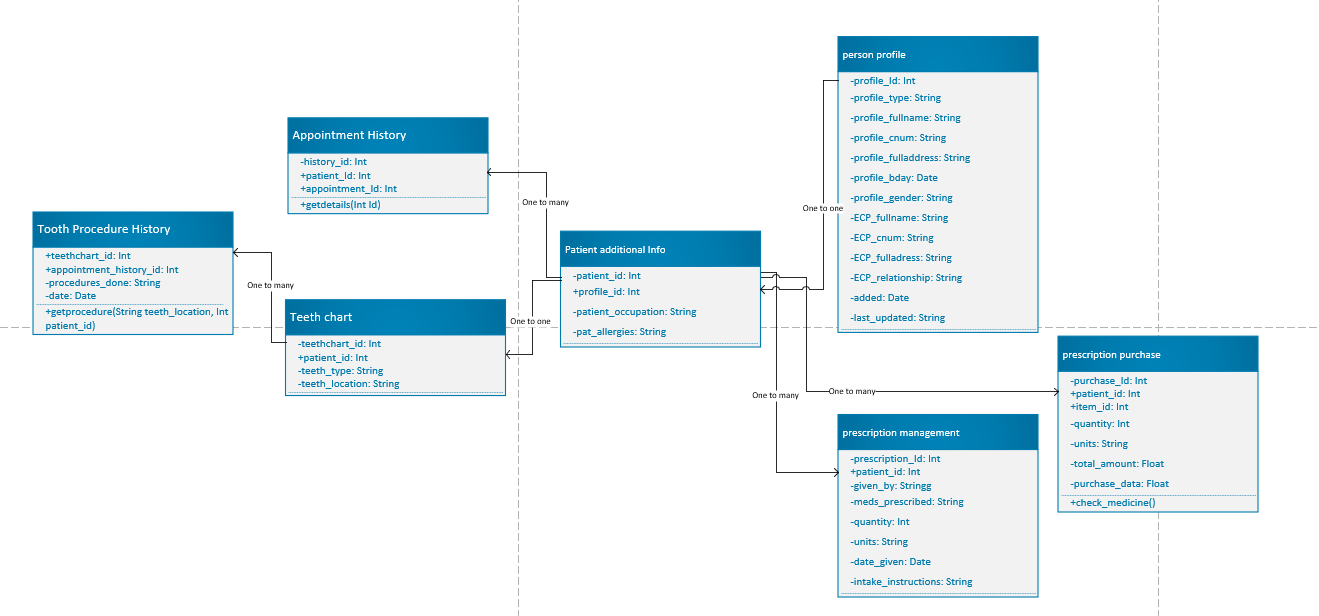 person profile
-profile_Id: Int
-profile_type: String
-profile_fullname: String
-profile_cnum: String
-profile_fulladdress: String
-profile_bday: Date
-profile_gender: String
-ECP_fullname: String
-ECP_cnum: String
-ECP_fulladress: String
-ECP_relationship: String
-added: Date
-last_updated: String
One to one
Appointment History
-history_id: Int
+patient_Id: Int
+appointment_Id: Int
+getdetails(Int Id)
One to many
Tooth Procedure History
+teethchart_id: Int
+appointment_history_id: Int
-procedures_done: String
-date: Date
+getprocedure(String teeth_location, Int
patient_id)
One to many
Patient additional Info
-patient_id: Int
+profile_id: Int
-patient_occupation: String
-pat_allergies: String
One to one
Teeth chart
-teethchart_id: Int
+patient_id: Int
-teeth_type: String
-teeth_location: String
One to many
One to many
prescription purchase
-purchase_Id: Int
+patient_id: Int
+item_id: Int
-quantity: Int
-units: String
-total_amount: Float
-purchase_data: Float
+check_medicine()
prescription management
-prescription_Id: Int
+patient_id: Int
-given_by: Stringg
-meds_prescribed: String
-quantity: Int
-units: String
-date_given: Date
-intake_instructions: String